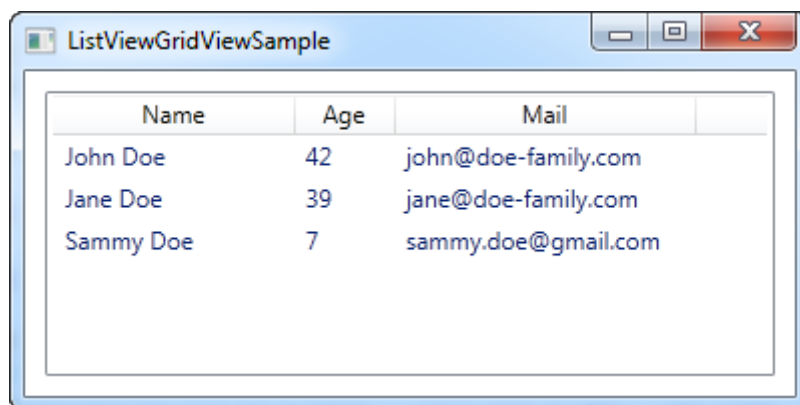 ListViewGridViewSample
Name Age Mail
John Doe 42 john@doe-family.com
Jane Doe 39 jane@doe-family.com
Sammy Doe 7 sammy.doe@gmail.com